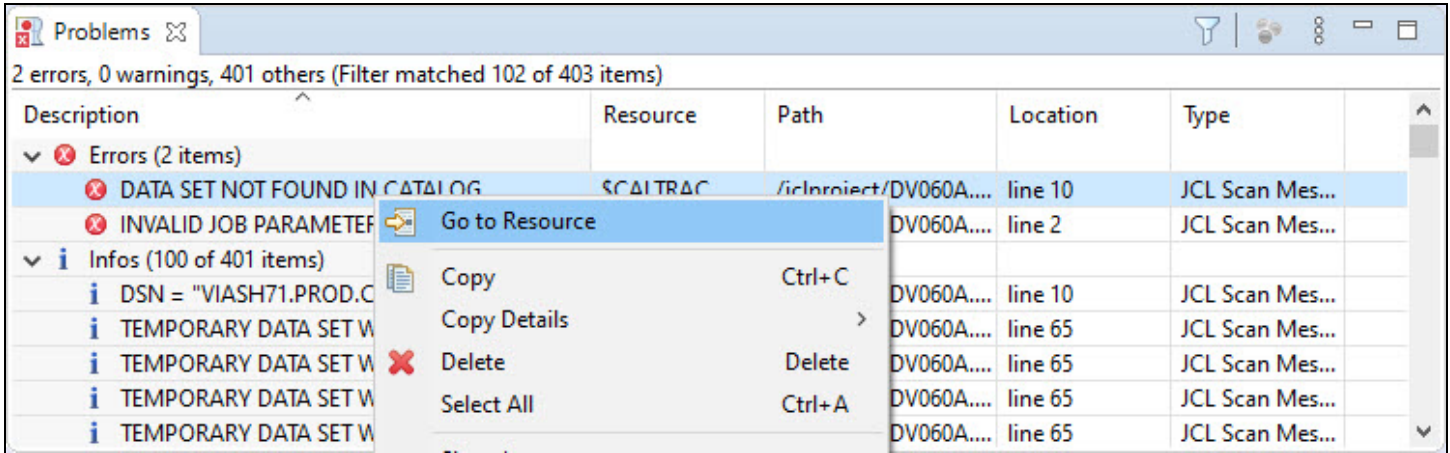 Problems
2 errors, 0 warnings, 401 others (Filter matched 102 of 403 items)
Description Resource Path Location Type
Errors (2 items)
DATA SET NOT FOUND IN CATALOG $CALTRAC /jclproject/DV060A.... line 10 JCL Scan Mes...
INVALID JOB PARAMETER DV060A.... line 2 JCL Scan Mes...
Go to Resource
Infos (100 of 401 items)
Copy Ctrl+C
DSN = "VIASH71.PROD.C DV060A.... line 10 JCL Scan Mes...
Copy Details
TEMPORARY DATA SET W DV060A.... line 65 JCL Scan Mes...
Delete Delete
TEMPORARY DATA SET W DV060A.... line 65 JCL Scan Mes...
Select All Ctrl+A
TEMPORARY DATA SET W DV060A.... line 65 JCL Scan Mes...
TEMPORARY DATA SET W DV060A.... line 65 JCL Scan Mes...